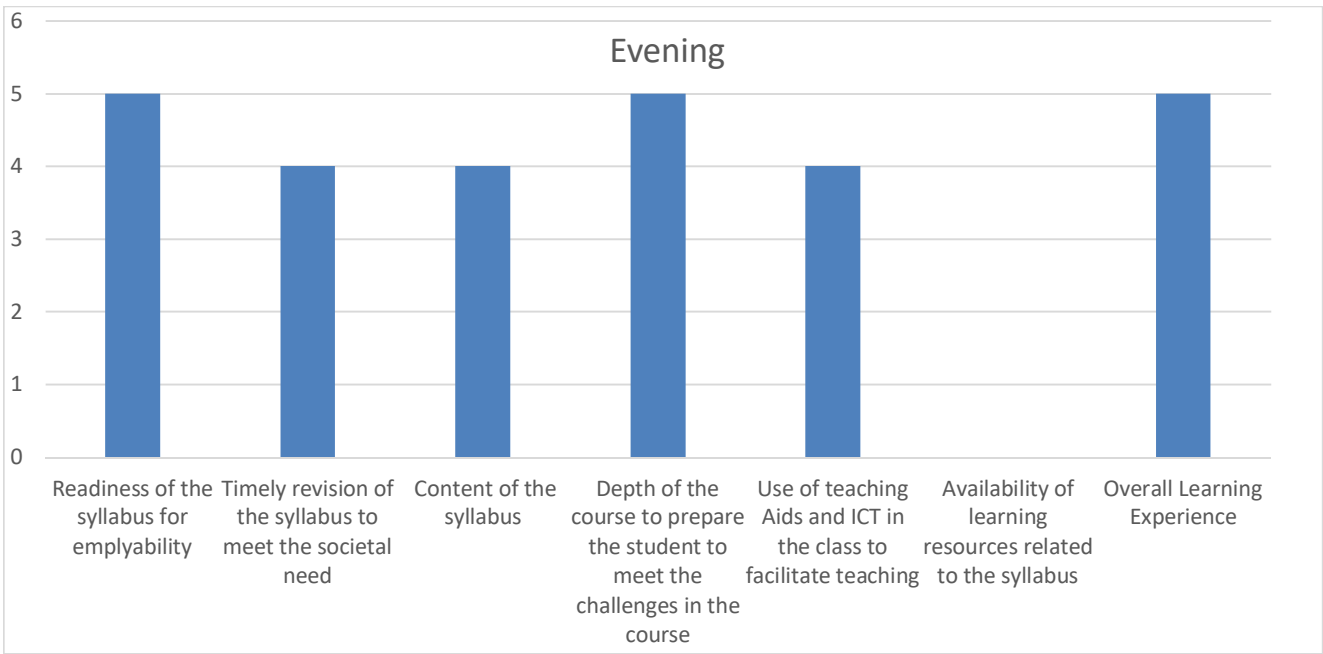 Evening
6
5
4
3
2
1
0
Readiness of the
syllabus for
emplyability
Timely revision of
the syllabus to
meet the societal
need
Content of the
syllabus
Depth of the
course to prepare
the student to
meet the
challenges in the
course
Use of teaching
Aids and ICT in
the class to
facilitate teaching
Availability of
learning
resources related
to the syllabus
Overall Learning
Experience